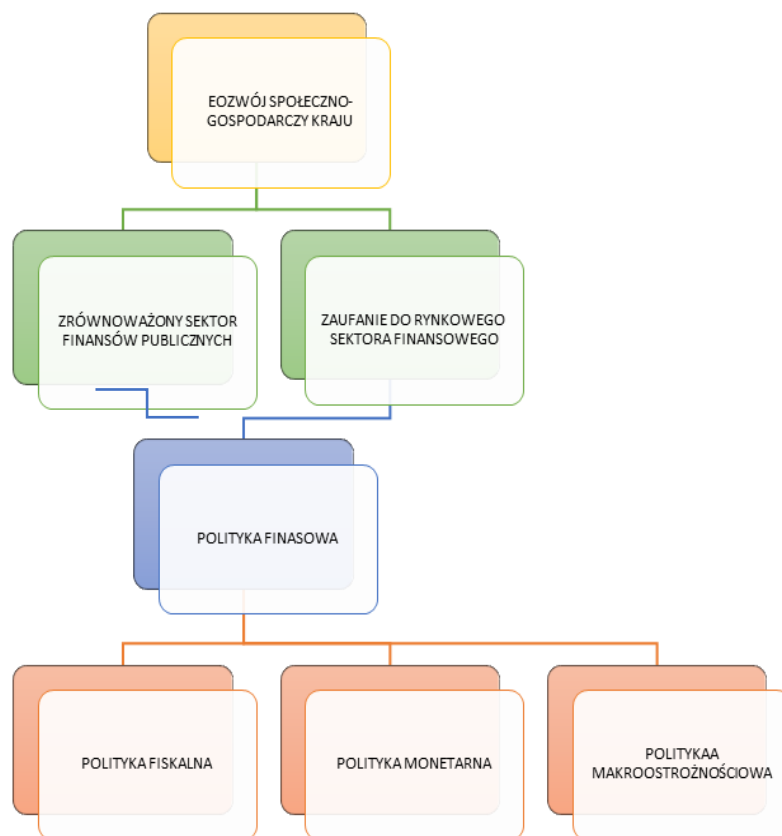 EOZWÓJ SPOŁECZNO-
GOSPODARCZY KRAJU
ZRÓWNOWAŻONY SEKTOR
FINANSÓW PUBLICZNYCH
ZAUFANIE DO RYNKOWEGO
SEKTORA FINANSOWEGO
POLITYKA FINASOWA
POLITYKA FISKALNA
POLITYKA MONETARNA
POLITYKAA
MAKROOSTROŻNOŚCIOWA